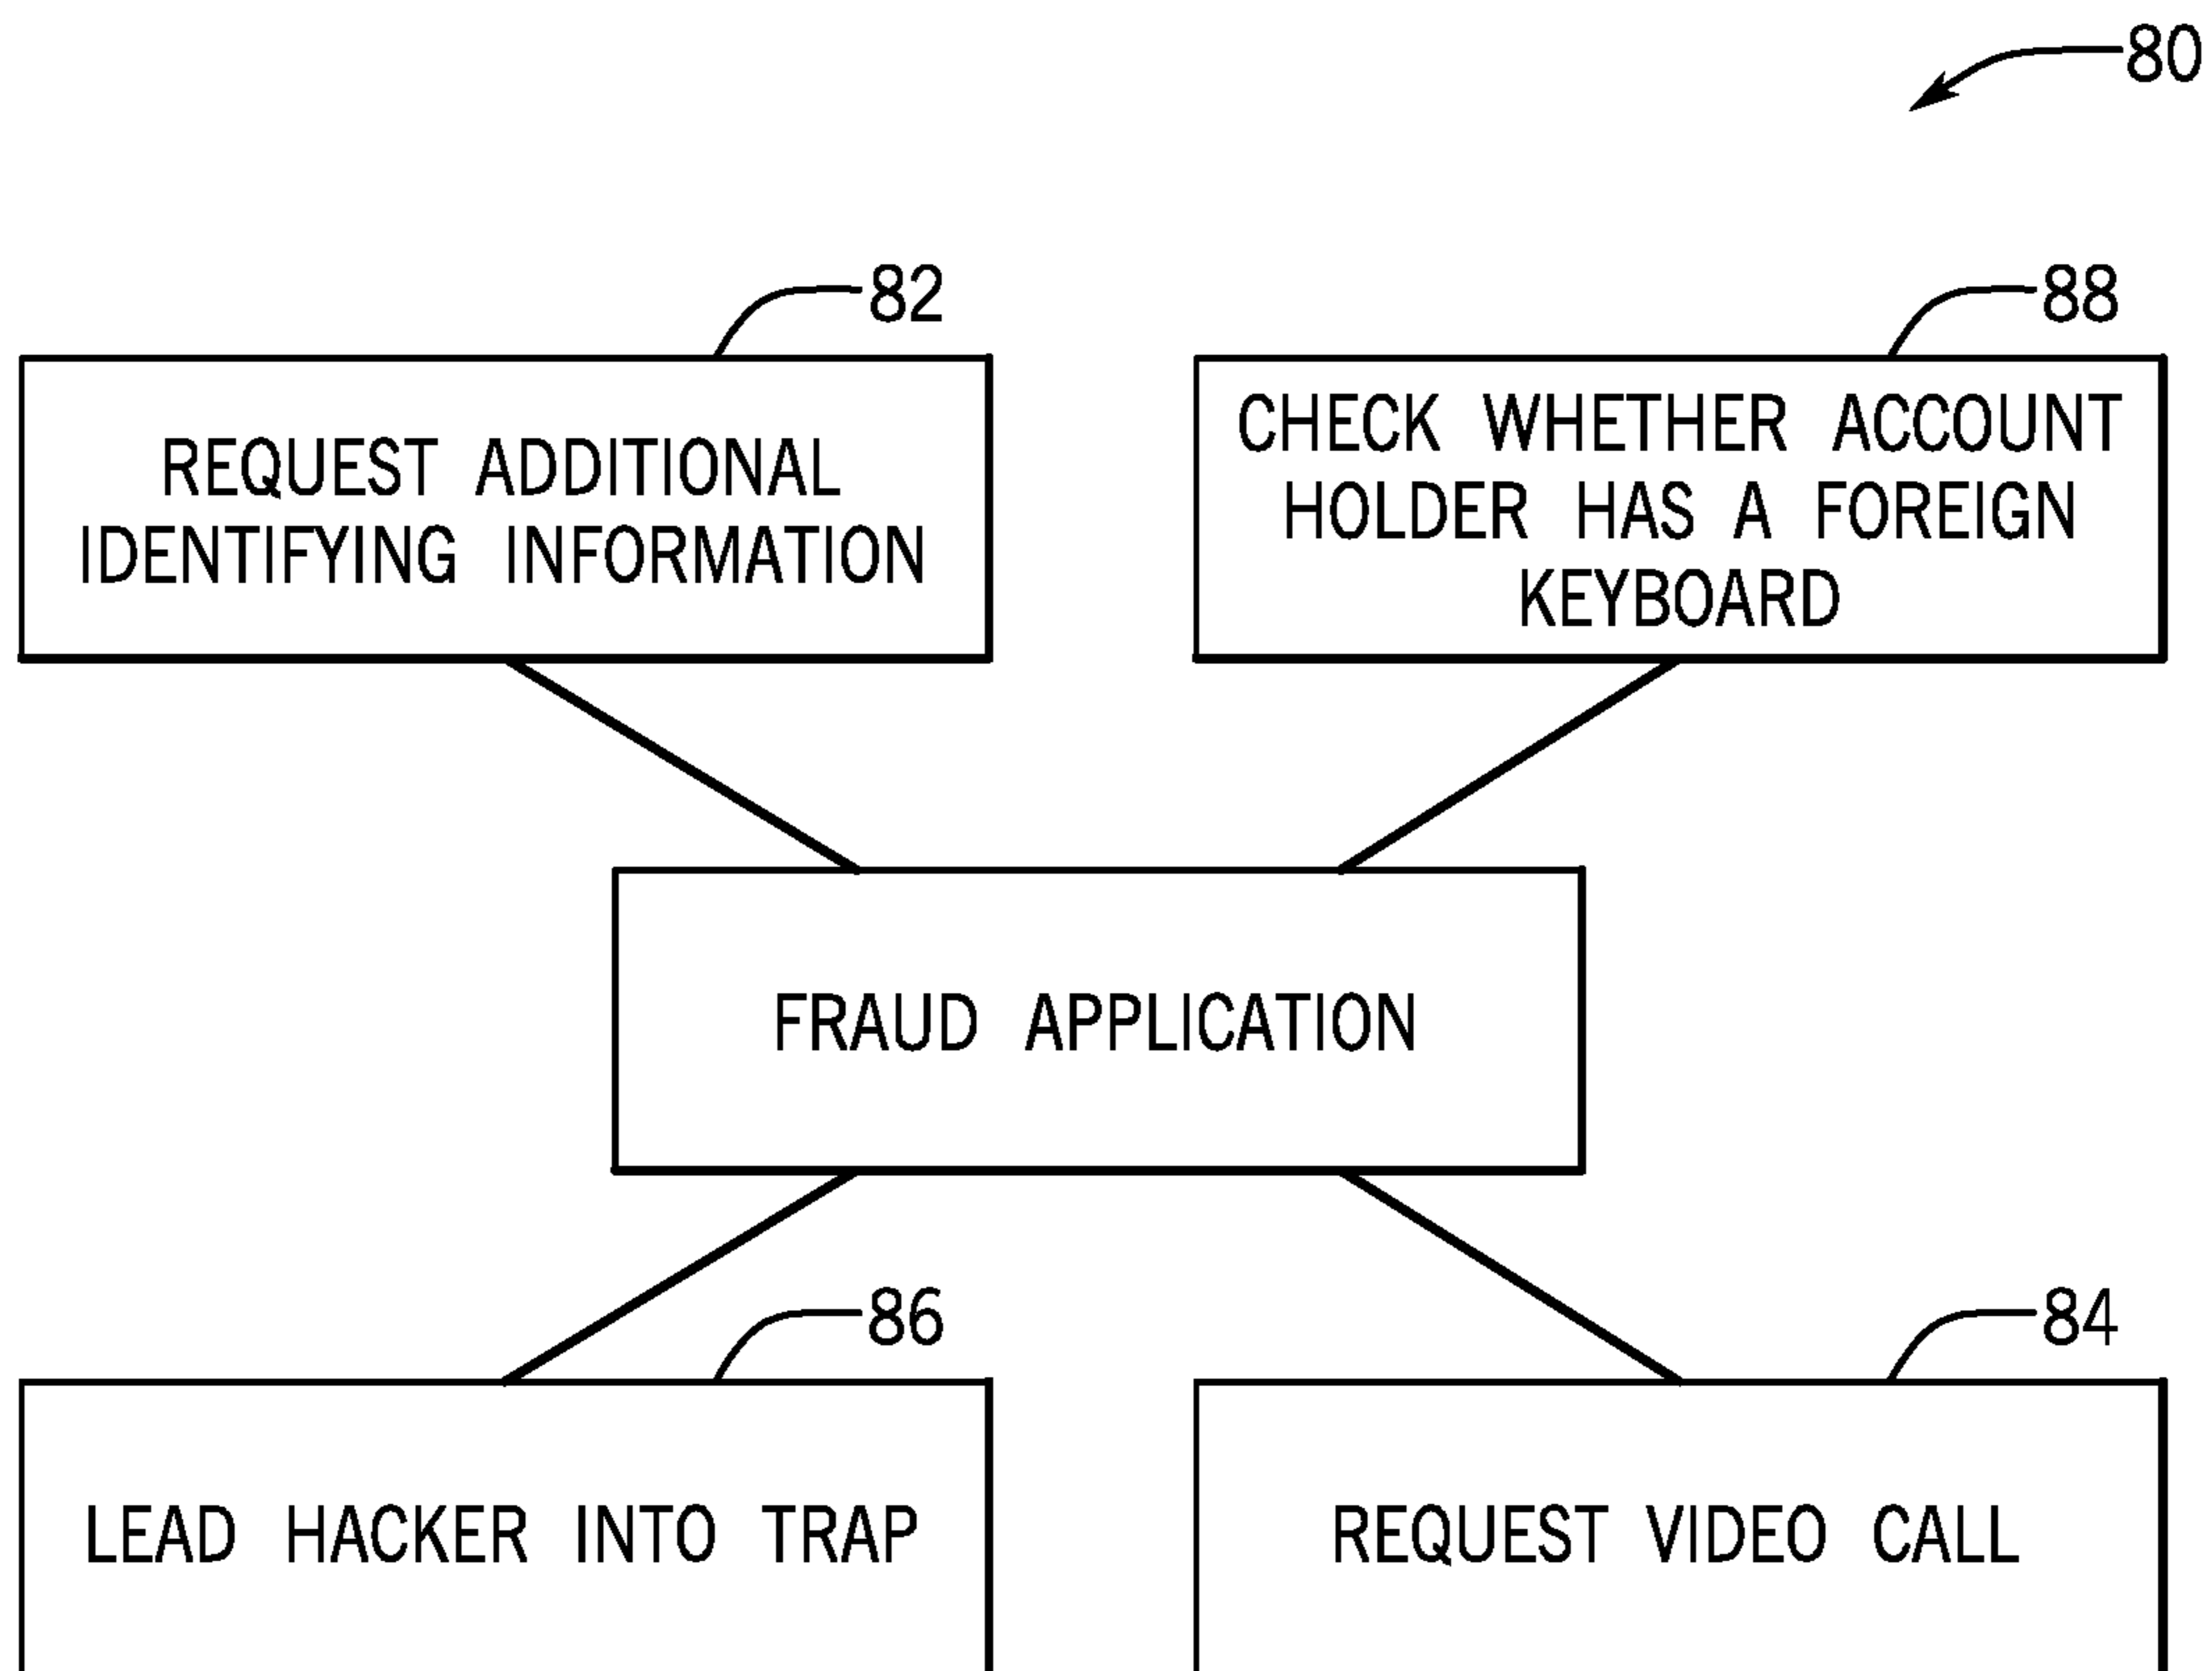 80
82
88
REQUEST ADDITIONAL
IDENTIFYING INFORMATION
CHECK WHETHER ACCOUNT
HOLDER HAS A FOREIGN
KEYBOARD
FRAUD APPLICATION
86
84
LEAD HACKER INTO TRAP
REQUEST VIDEO CALL